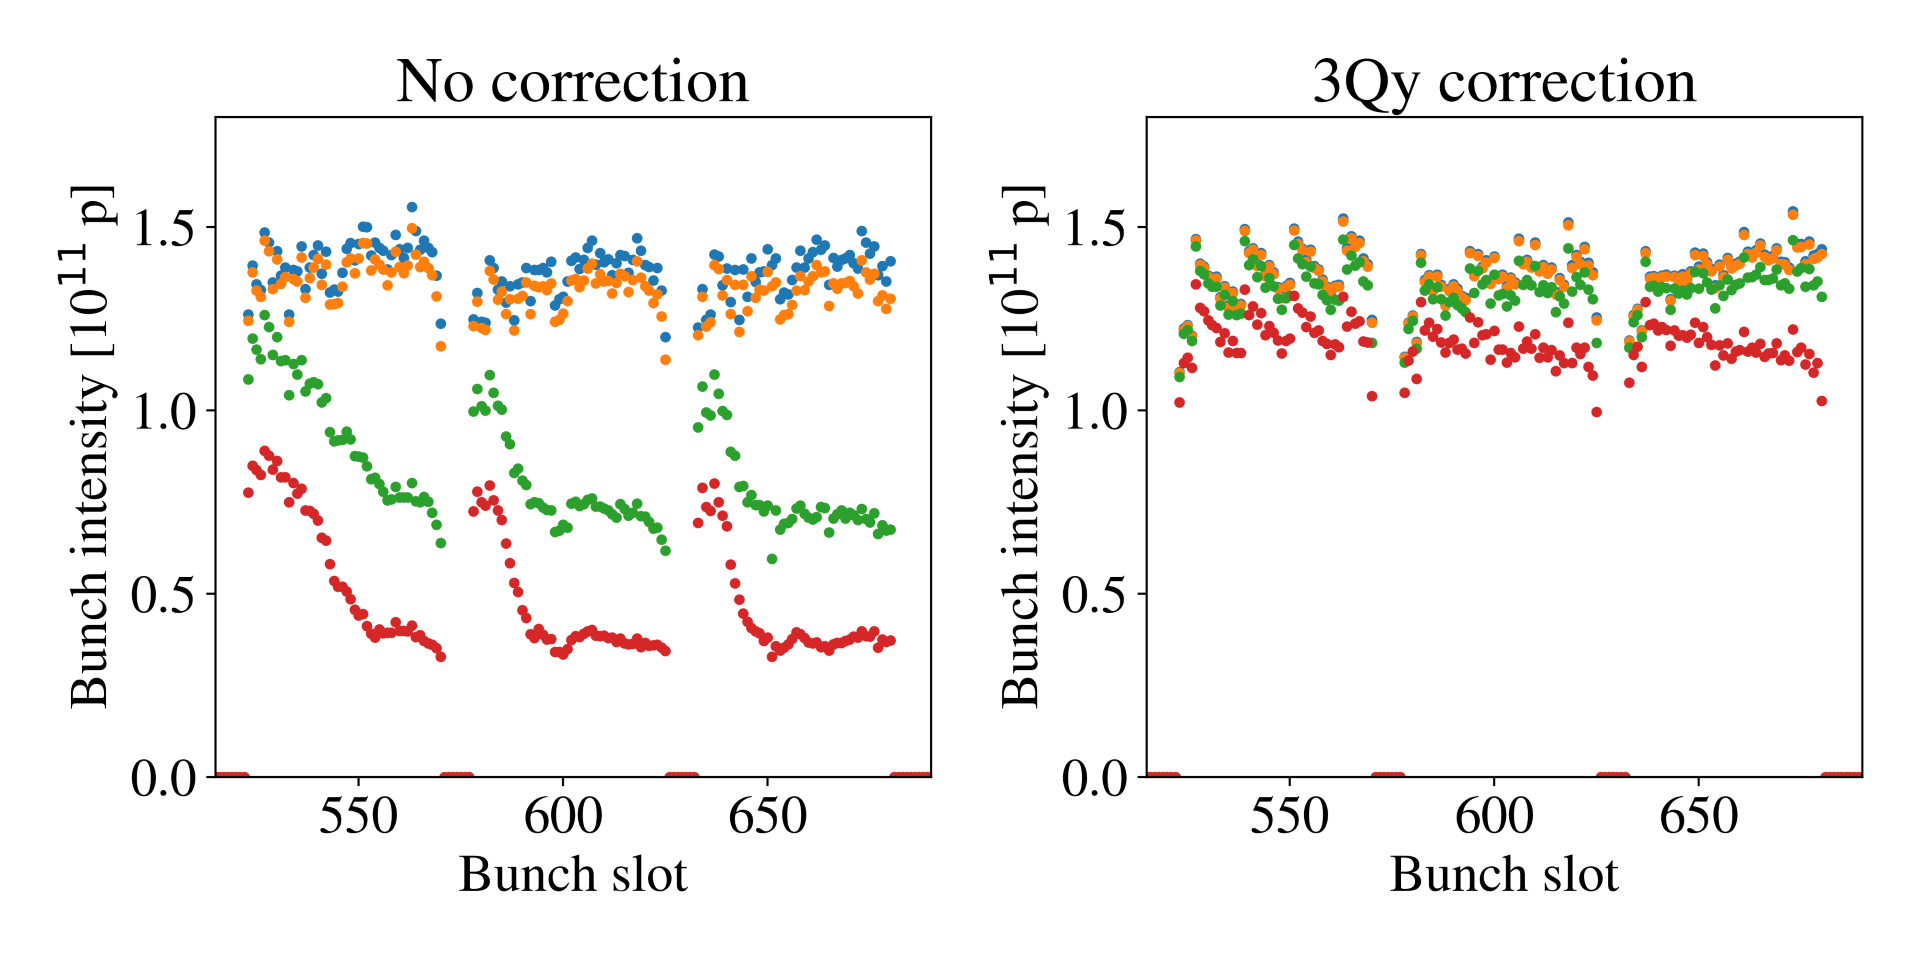 No correction
Bunch intensity [10¹¹ p]
1.5
1.0
0.5
0.0
550 600 650
Bunch slot
3Qy correction
Bunch intensity [10¹¹ p]
1.5
1.0
0.5
0.0
550 600 650
Bunch slot